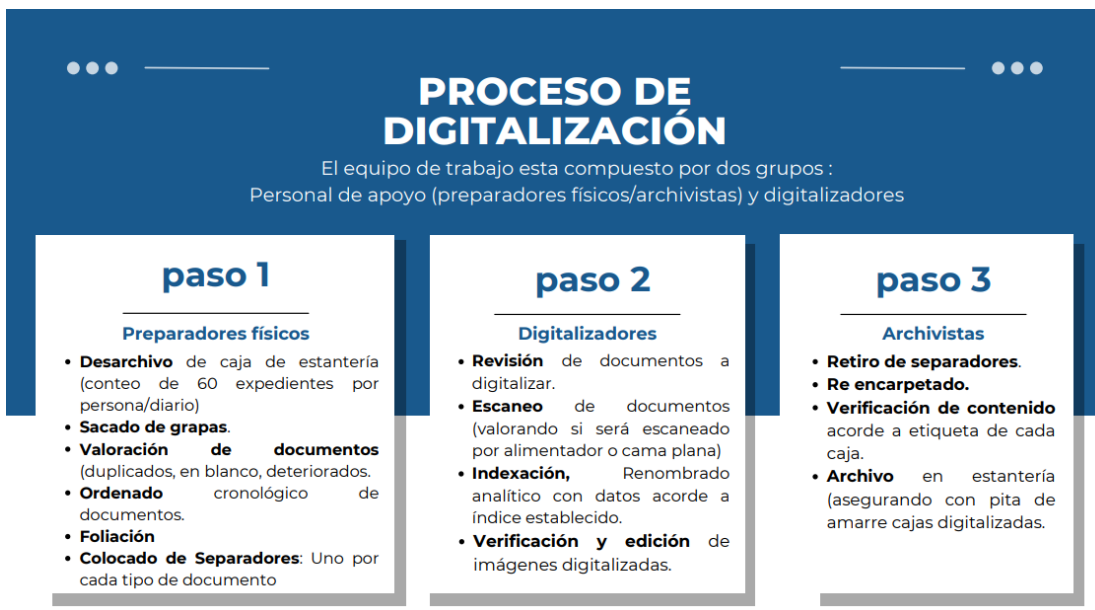 PROCESO DE
DIGITALIZACIÓN
El equipo de trabajo esta compuesto por dos grupos :
Personal de apoyo (preparadores físicos/archivistas) y digitalizadores
paso 1
Preparadores físicos
• Desarchivo de caja de estantería
(conteo de 60 expedientes por
persona/diario)
• Sacado de grapas.
• Valoración de documentos
(duplicados, en blanco, deteriorados.
• Ordenado cronológico de
documentos.
• Foliación
• Colocado de Separadores: Uno por
cada tipo de documento
paso 2
Digitalizadores
• Revisión de documentos a
digitalizar.
• Escaneo de documentos
(valorando si será escaneado
por alimentador o cama plana)
• Indexación, Renombrado
analítico con datos acorde a
índice establecido.
• Verificación y edición de
imágenes digitalizadas.
paso 3
Archivistas
• Retiro de separadores.
• Re encarpetado.
• Verificación de contenido
acorde a etiqueta de cada
caja.
• Archivo en estantería
(asegurando con pita de
amarre cajas digitalizadas.